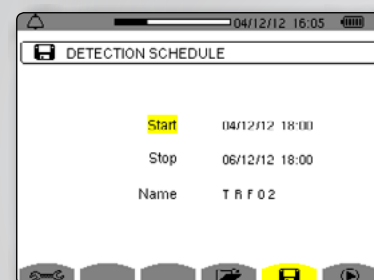 04/12/12 16:05
DETECTION SCHEDULE
Start 04/12/12 18:00
Stop 06/12/12 18:00
Name TRF02